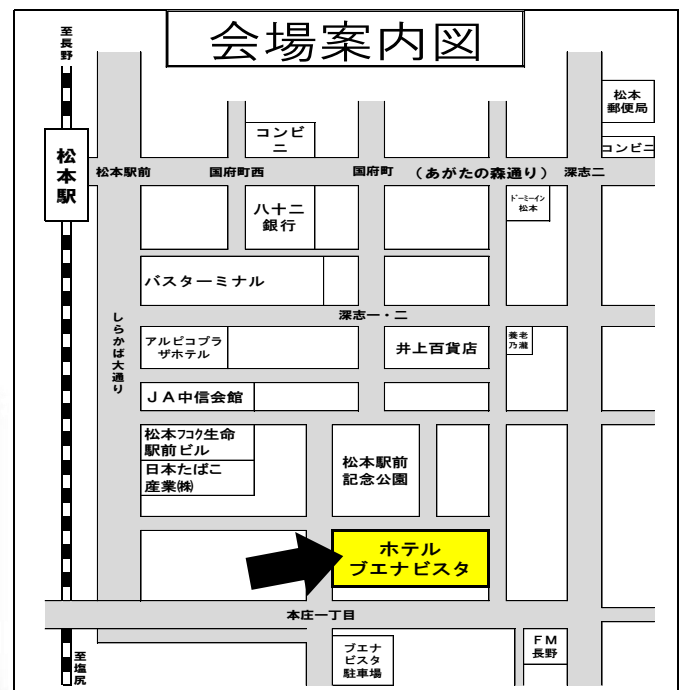 会場案内図
至長野
松本
郵便局
コンビ
ニ
コンビニ
松本駅
松本駅前
国府町西
国府町
（あがたの森通り）
深志二
八十二
銀行
ドーミーイン
松本
バスターミナル
しらかば大通り
深志一・二
アルピコプラ
ザホテル
井上百貨店
養老
乃瀧
ＪＡ中信会館
松本フコク生命
駅前ビル
日本たばこ
産業㈱
松本駅前
記念公園
ホテル
ブエナビスタ
本庄一丁目
至塩尻
ブエナ
ビスタ
駐車場
ＦＭ
長野